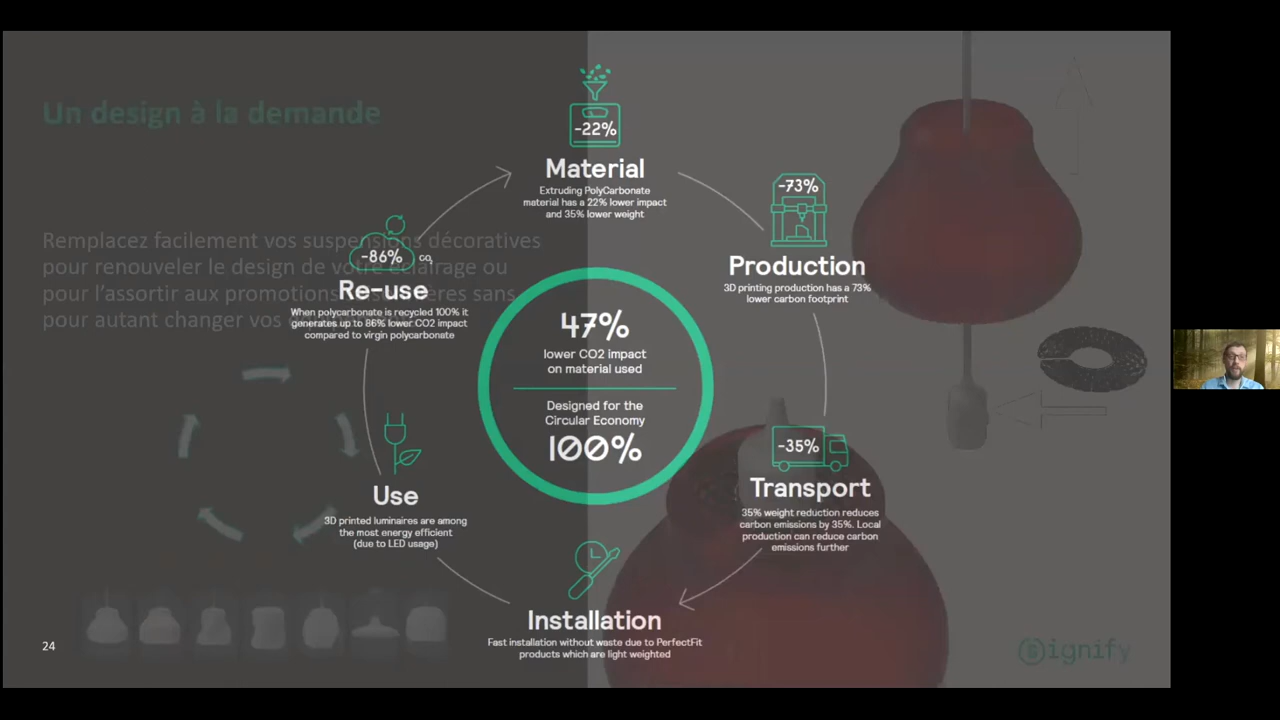 Un design à la demande
Remplacez facilement vos suspensions décoratives
pour renouveler le design de votre éclairage ou
pour l'assortir aux promotions sans
pour autant changer vos
-22%
Material
Extruding PolyCarbonate
material has a 22% lower impact
and 35% lower weight
-73%
Production
3D printing production has a 73%
lower carbon footprint
-35%
Transport
35% weight reduction reduces
carbon emissions by 35%. Local
production can reduce carbon
emissions further
Installation
Fast installation without waste due to PerfectFit
products which are light weighted
Use
3D printed luminaires are among
the most energy efficient
(due to LED usage)
-86% CO₂
Re-use
When polycarbonate is recycled 100% it
generates up to 86% lower CO2 impact
compared to virgin polycarbonate
47%
lower CO2 impact
on material used
Designed for the
Circular Economy
100%
24
Signify